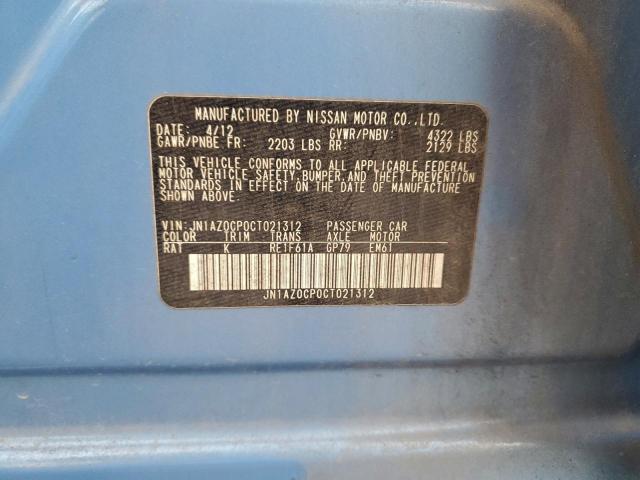 MANUFACTURED BY NISSAN MOTOR CO.,LTD.
DATE: 4/12 GVWR/PNBV: 4322 LBS
GAWR/PNBE FR: 2203 LBS RR: 2129 LBS
THIS VEHICLE CONFORMS TO ALL APPLICABLE FEDERAL
MOTOR VEHICLE SAFETY,BUMPER,AND THEFT PREVENTION
STANDARDS IN EFFECT ON THE DATE OF MANUFACTURE
SHOWN ABOVE.
VIN: JN1AZ0CP0CT021312 PASSENGER CAR
COLOR TRIM TRANS AXLE MOTOR
RAT K RE1F61A GP79 EM61
JN1AZ0CP0CT021312